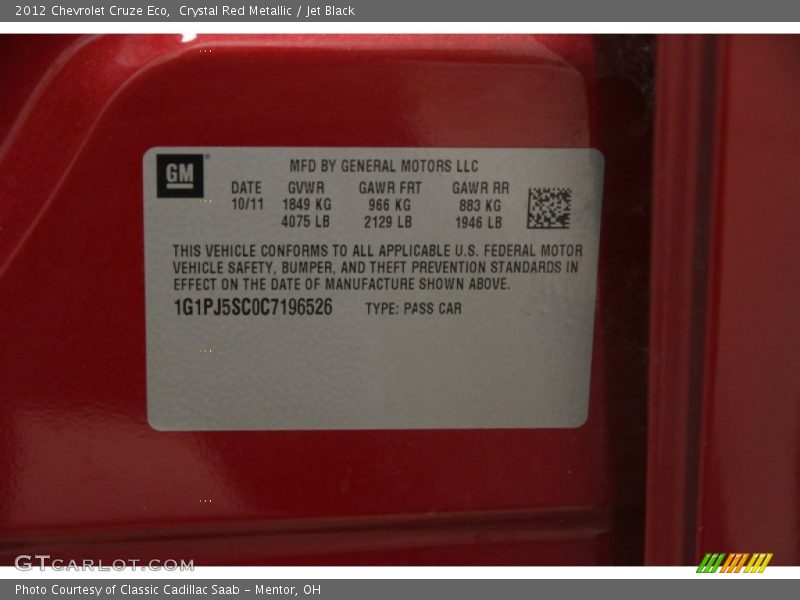 2012 Chevrolet Cruze Eco,  Crystal Red Metallic / Jet Black
GM
MFD BY GENERAL MOTORS LLC
DATE GVWR GAWR FRT GAWR RR
10/11 1849 KG 966 KG 883 KG
4075 LB 2129 LB 1946 LB
THIS VEHICLE CONFORMS TO ALL APPLICABLE U.S. FEDERAL MOTOR
VEHICLE SAFETY, BUMPER, AND THEFT PREVENTION STANDARDS IN
EFFECT ON THE DATE OF MANUFACTURE SHOWN ABOVE.
1G1PJ5SC0C7196526 TYPE: PASS CAR
GTCARLOT.COM
Photo Courtesy of Classic Cadillac Saab - Mentor, OH